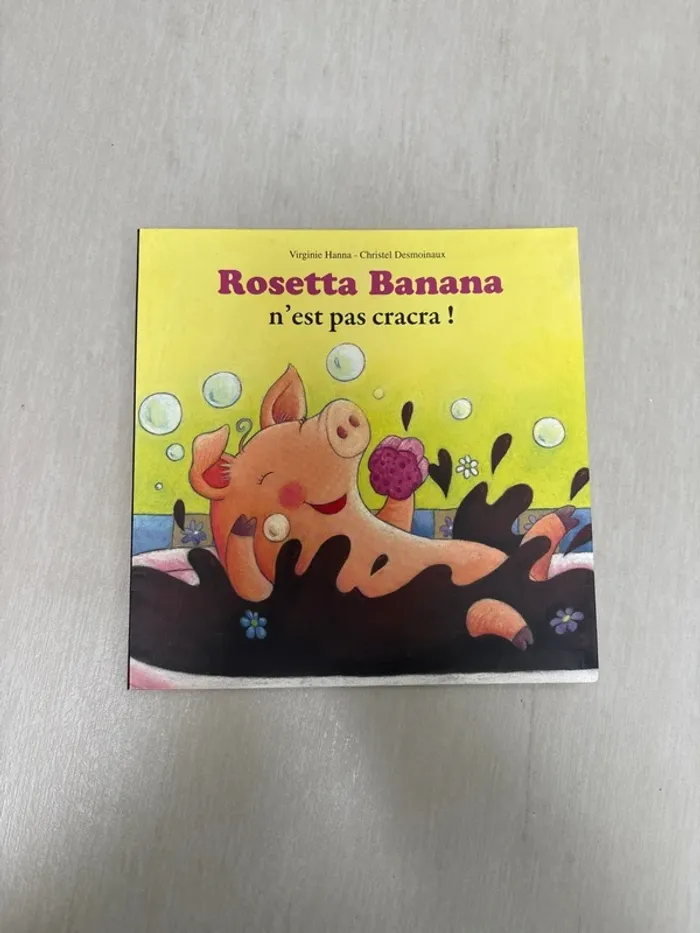 Virginie Hanna - Christel Desmoinaux
Rosetta Banana
n'est pas cracra !